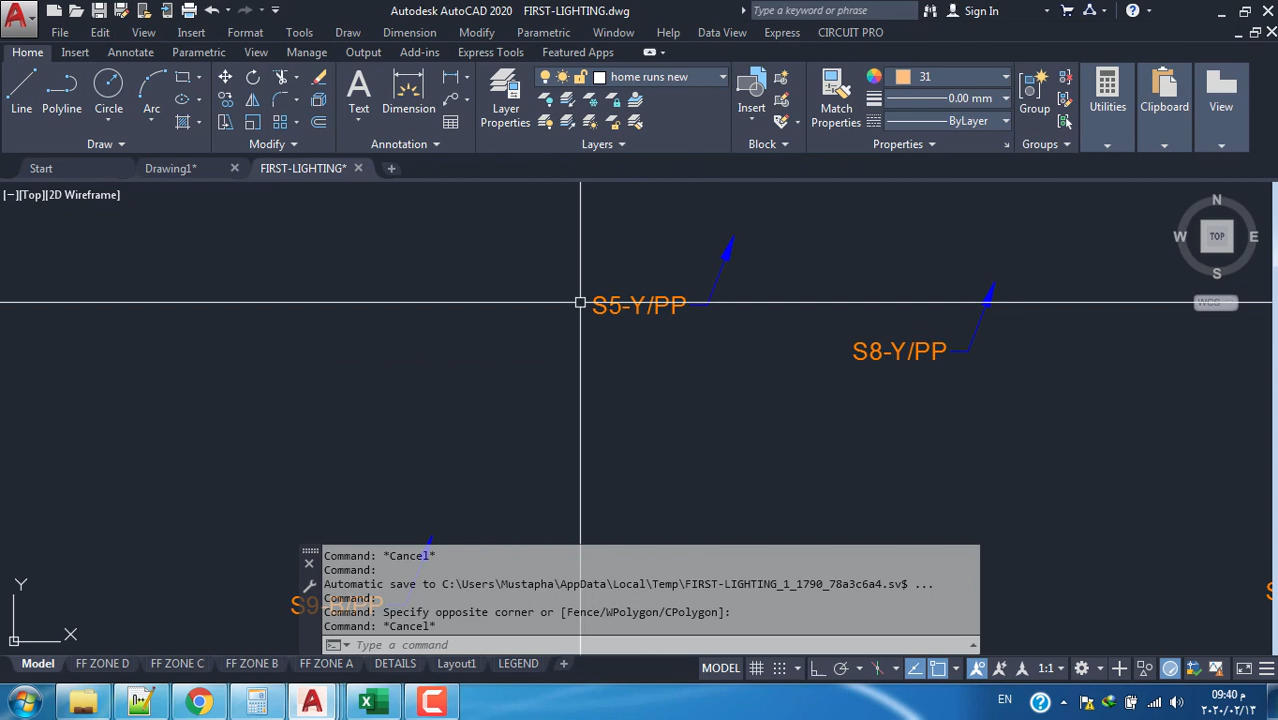 Autodesk AutoCAD 2020 FIRST-LIGHTING.dwg
Type a keyword or phrase
Sign In
File Edit View Insert Format Tools Draw Dimension Modify Parametric Window Help Data View Express CIRCUIT PRO
Home Insert Annotate Parametric View Manage Output Add-ins Express Tools Featured Apps
home runs new
31
Line Polyline Circle Arc
Text Dimension
Layer Properties
Insert
Match Properties
0.00 mm
ByLayer
Group
Utilities Clipboard View
Draw Modify Annotation Layers Block Properties Groups
Start Drawing1* FIRST-LIGHTING*
[−][Top][2D Wireframe]
N
W TOP E
S
WCS
S5-Y/PP
S8-Y/PP
S9-R/PP
Command: *Cancel*
Command:
Automatic save to C:\Users\Mustapha\AppData\Local\Temp\FIRST-LIGHTING_1_1790_78a3c6a4.sv$ ...
Command:
Command: Specify opposite corner or [Fence/WPolygon/CPolygon]:
Command: *Cancel*
Type a command
Y
X
Model FF ZONE D FF ZONE C FF ZONE B FF ZONE A DETAILS Layout1 LEGEND
MODEL 1:1
EN
م 09:40
٢٠٢٠/٠٢/١٣